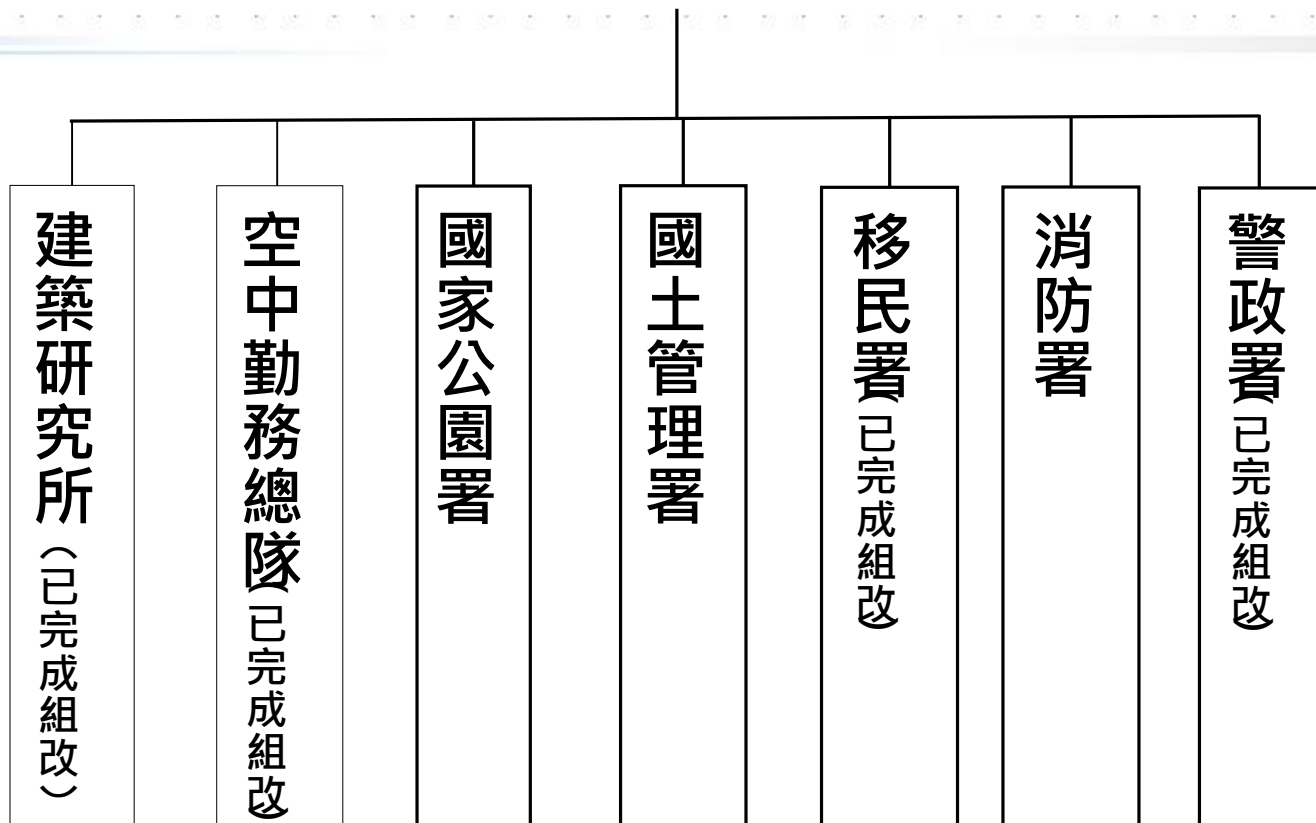 警政署(已完成組改)
消防署
移民署(已完成組改)
國土管理署
國家公園署
空中勤務總隊(已完成組改)
建築研究所(已完成組改)